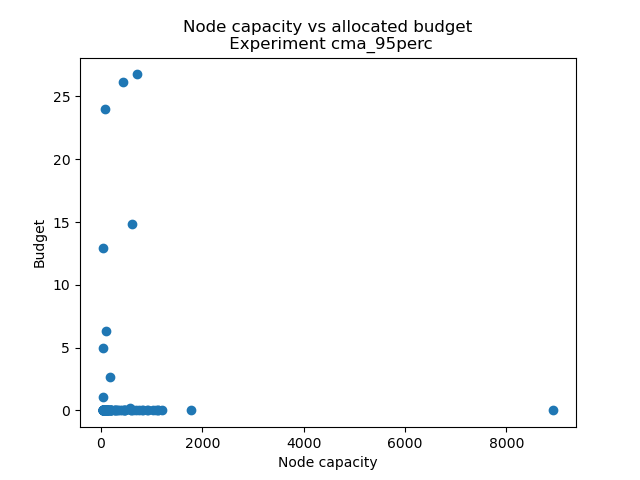 Node capacity vs allocated budget
Experiment cma_95perc
25
20
15
10
5
0
Budget
0 2000 4000 6000 8000
Node capacity